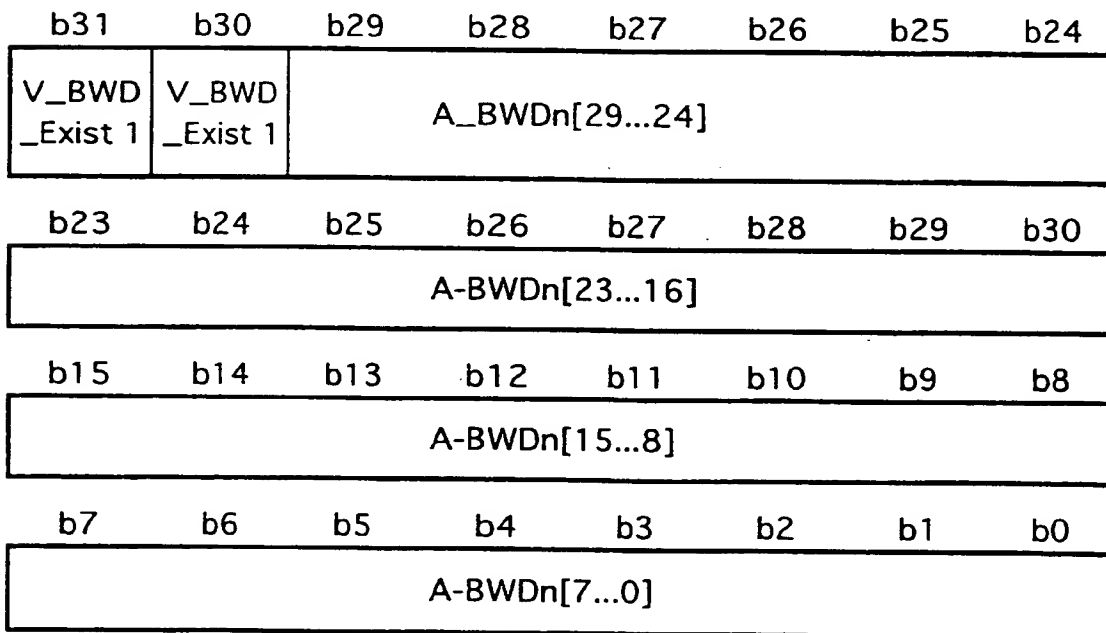 b31 b30 b29 b28 b27 b26 b25 b24
V_BWD V_BWD
_Exist 1 _Exist 1
A_BWDn[29...24]
b23 b24 b25 b26 b27 b28 b29 b30
A-BWDn[23...16]
b15 b14 b13 b12 b11 b10 b9 b8
A-BWDn[15...8]
b7 b6 b5 b4 b3 b2 b1 b0
A-BWDn[7...0]